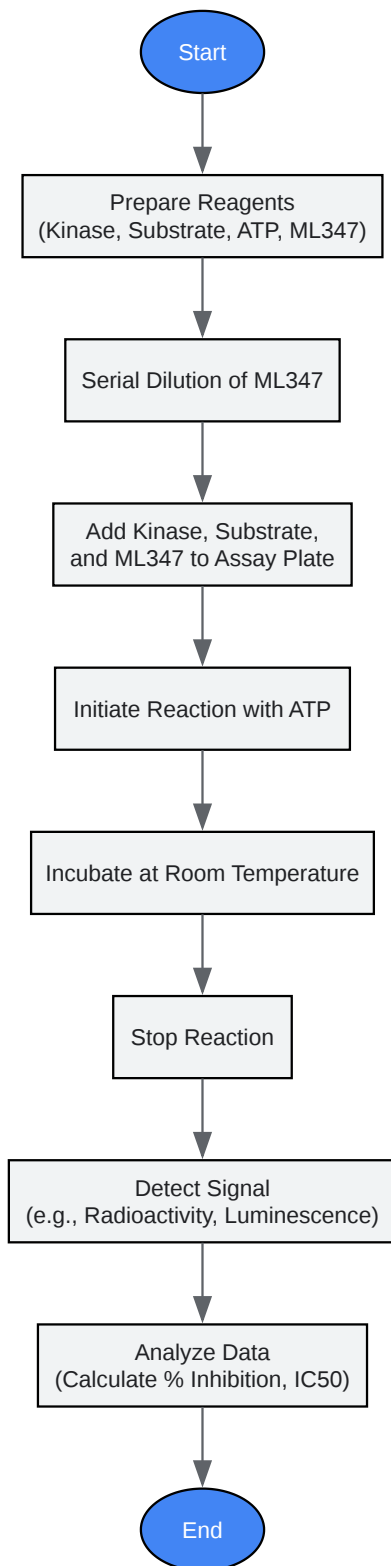 Start
Prepare Reagents
(Kinase, Substrate, ATP, ML347)
Serial Dilution of ML347
Add Kinase, Substrate,
and ML347 to Assay Plate
Initiate Reaction with ATP
Incubate at Room Temperature
Stop Reaction
Detect Signal
(e.g., Radioactivity, Luminescence)
Analyze Data
(Calculate % Inhibition, IC50)
End